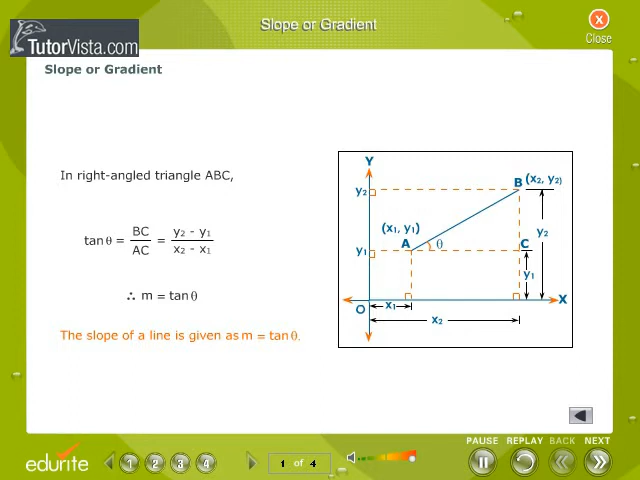 Slope or Gradient
x
Close
TutorVista.com
Slope or Gradient
In right-angled triangle ABC,
tan θ = BC / AC = y₂ - y₁ / x₂ - x₁
∴ m = tan θ
The slope of a line is given as m = tan θ.
Y
B (x₂, y₂)
y₂
(x₁, y₁)
y₂
A θ C
y₁
y₁
O x₁ X
x₂
PAUSE REPLAY BACK NEXT
edurite 1 2 3 4 1 of 4